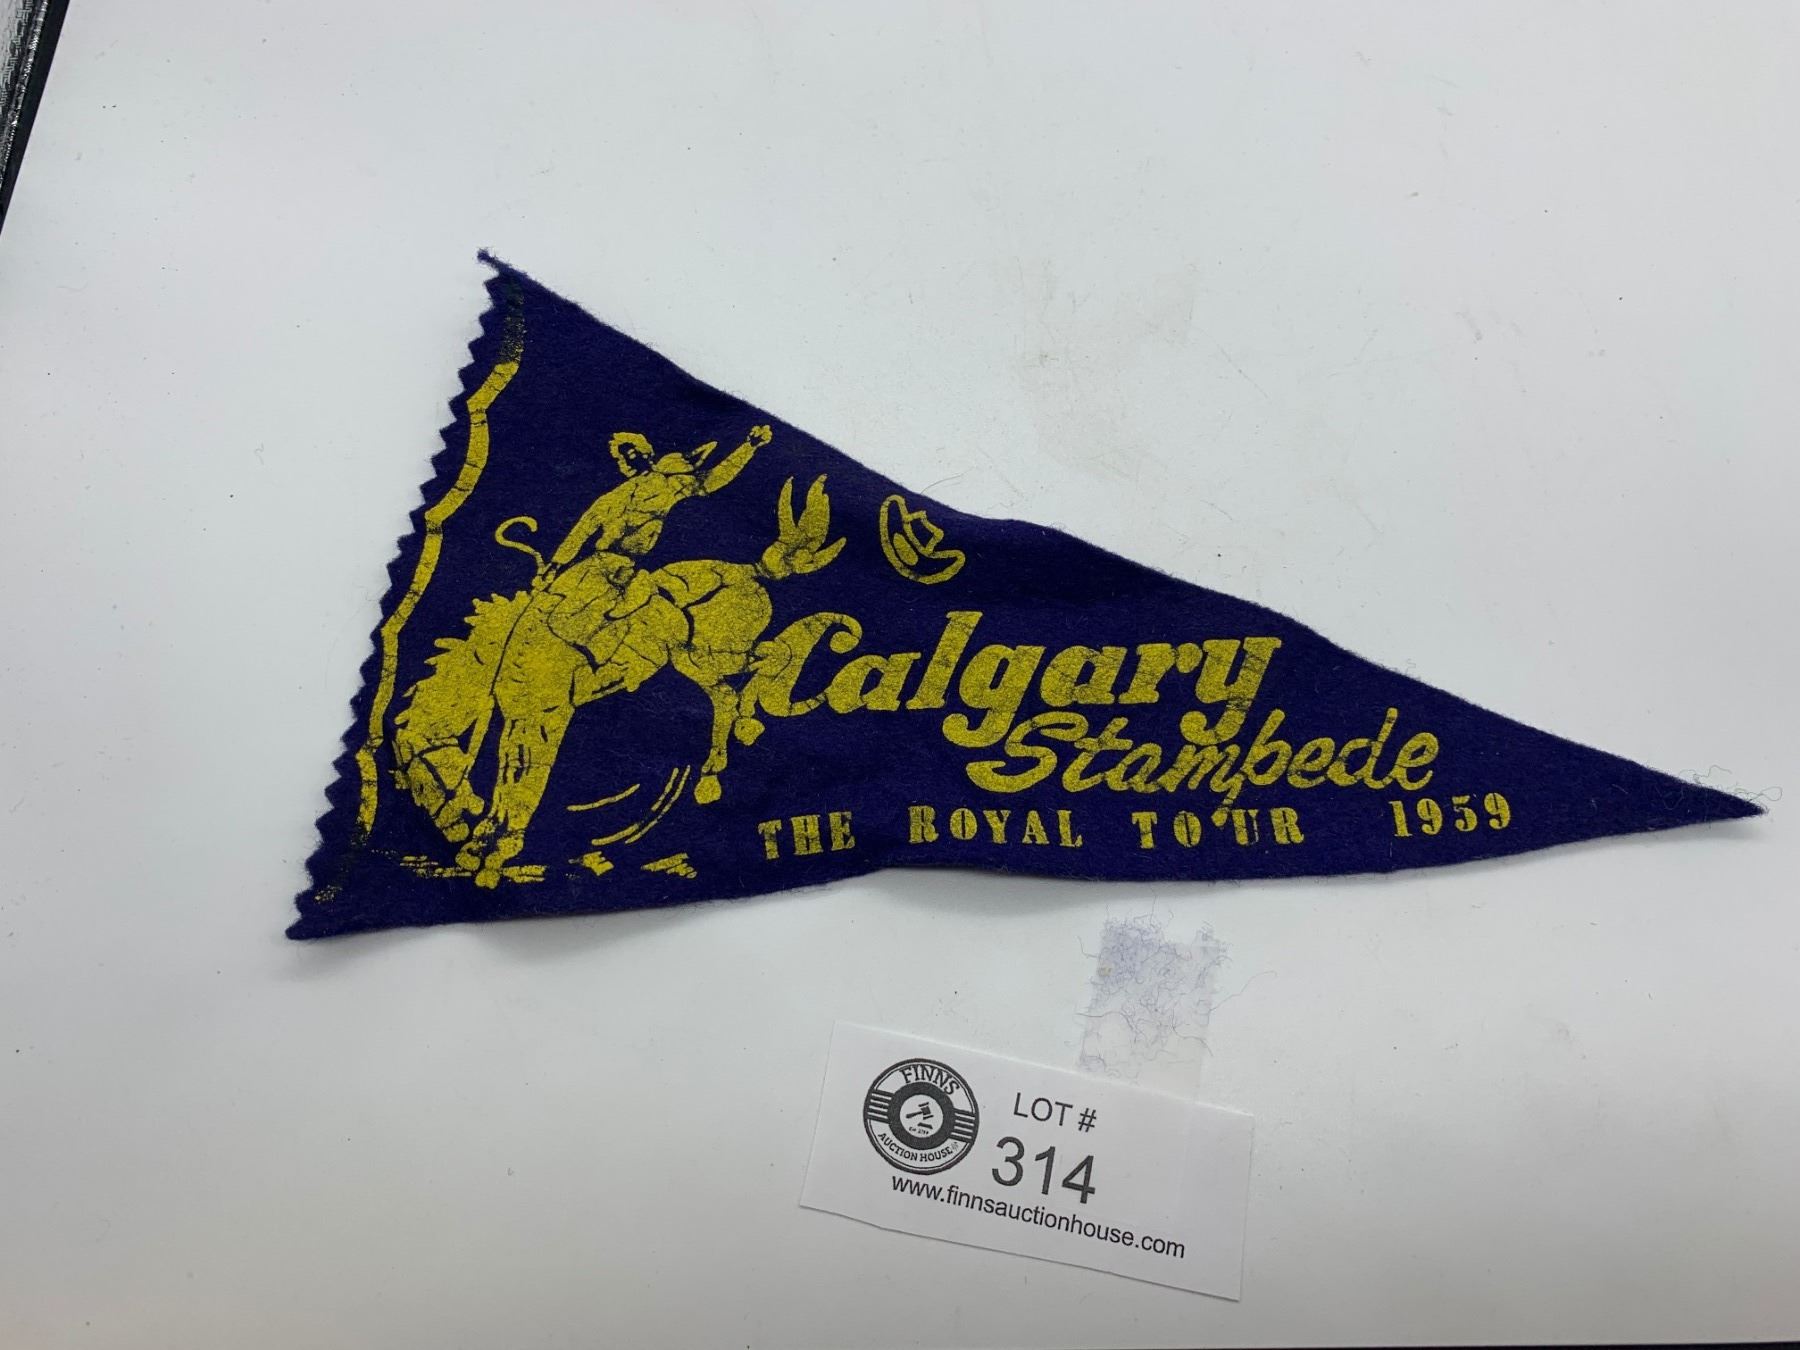 Calgary
Stampede
THE ROYAL TOUR 1959
FINNS
AUCTION HOUSE
LOT #
314
www.finnsauctionhouse.com